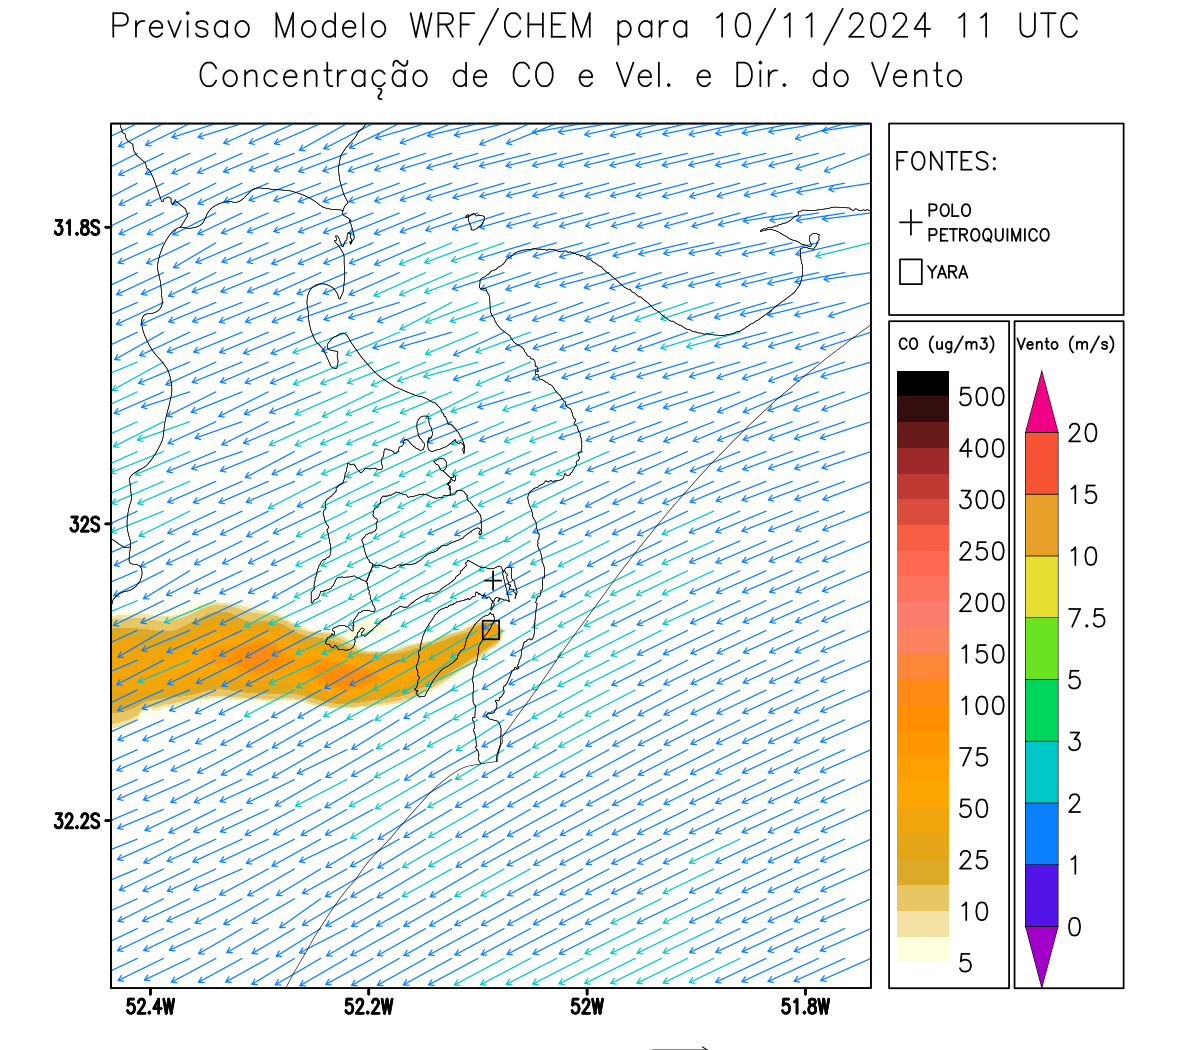 Previsao Modelo WRF/CHEM para 10/11/2024 11 UTC
Concentração de CO e Vel. e Dir. do Vento
FONTES:
POLO
PETROQUIMICO
YARA
CO (ug/m3)
500
400
300
250
200
150
100
75
50
25
10
5
Vento (m/s)
20
15
10
7.5
5
3
2
1
0
31.8S
32S
32.2S
52.4W
52.2W
52W
51.8W